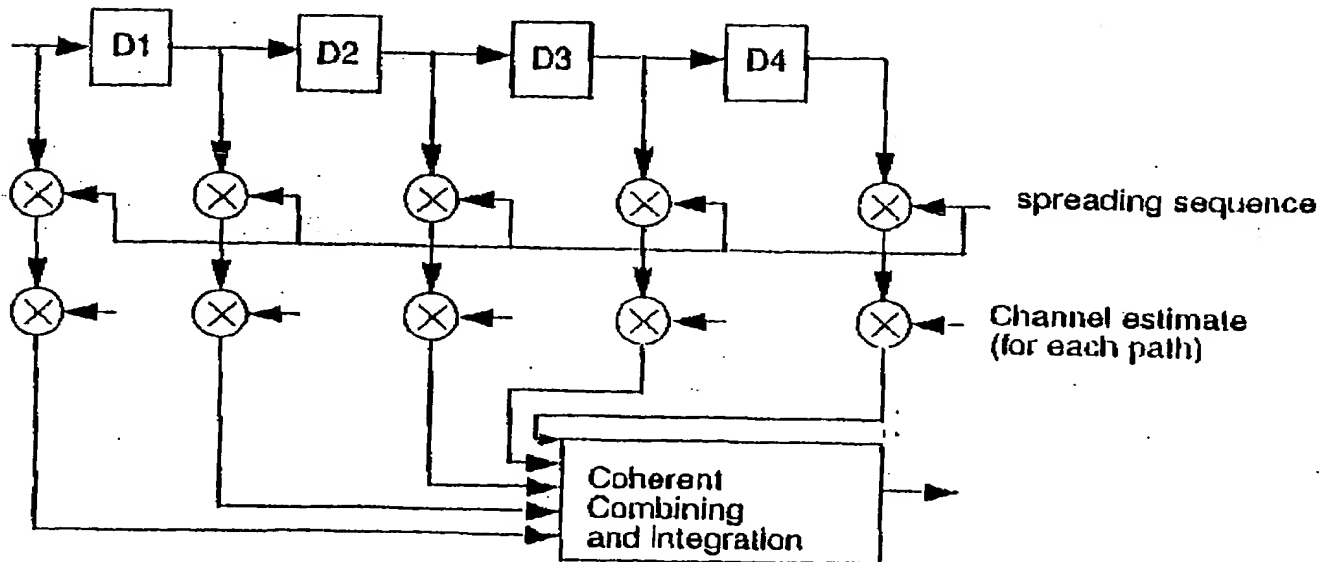 D1
D2
D3
D4
spreading sequence
Channel estimate
(for each path)
Coherent
Combining
and Integration